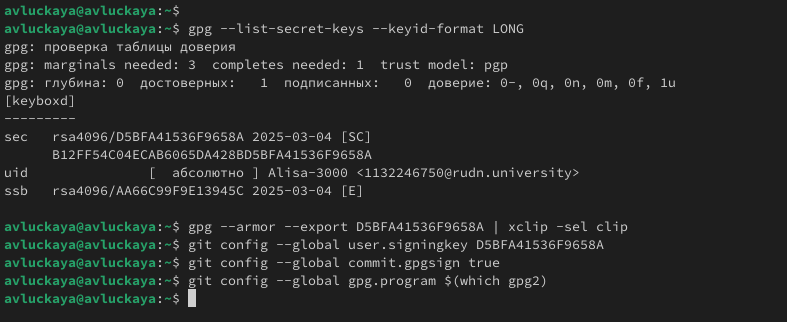 avluckaya@avluckaya:~$
avluckaya@avluckaya:~$ gpg --list-secret-keys --keyid-format LONG
gpg: проверка таблицы доверия
gpg: marginals needed: 3  completes needed: 1  trust model: pgp
gpg: глубина: 0  достоверных:   1  подписанных:   0  доверие: 0-, 0q, 0n, 0m, 0f, 1u
[keyboxd]
---------
sec   rsa4096/D5BFA41536F9658A 2025-03-04 [SC]
      B12FF54C04ECAB6065DA428BD5BFA41536F9658A
uid               [  абсолютно ] Alisa-3000 <1132246750@rudn.university>
ssb   rsa4096/AA66C99F9E13945C 2025-03-04 [E]
avluckaya@avluckaya:~$ gpg --armor --export D5BFA41536F9658A | xclip -sel clip
avluckaya@avluckaya:~$ git config --global user.signingkey D5BFA41536F9658A
avluckaya@avluckaya:~$ git config --global commit.gpgsign true
avluckaya@avluckaya:~$ git config --global gpg.program $(which gpg2)
avluckaya@avluckaya:~$